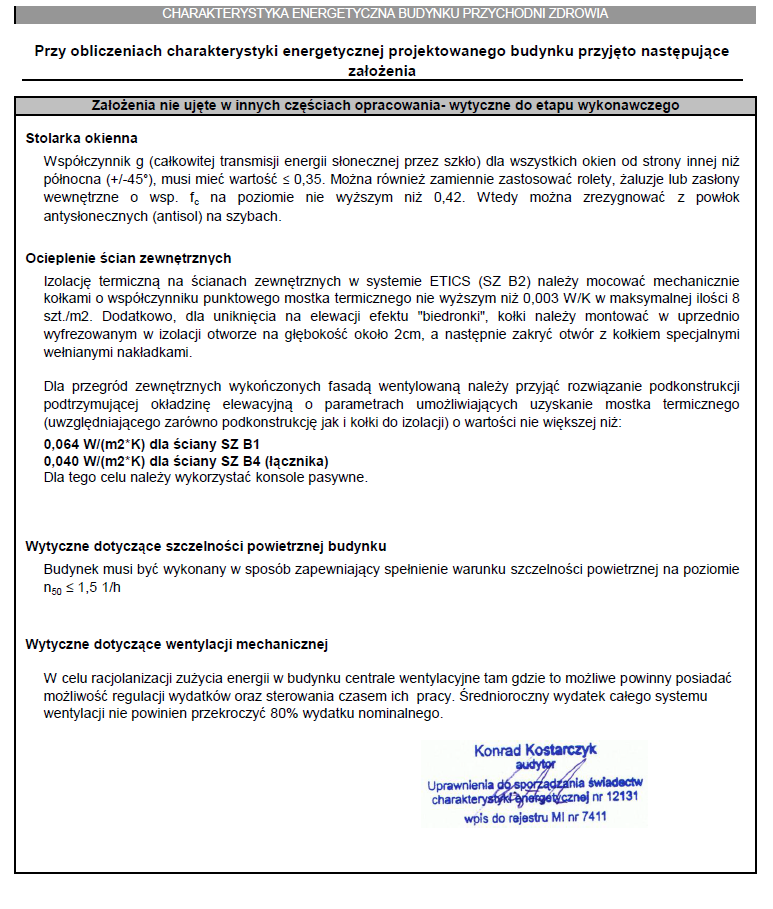 CHARAKTERYSTYKA ENERGETYCZNA BUDYNKU PRZYCHODNI ZDROWIA
Przy obliczeniach charakterystyki energetycznej projektowanego budynku przyjęto następujące
założenia
Założenia nie ujęte w innych częściach opracowania- wytyczne do etapu wykonawczego
Stolarka okienna
Współczynnik g (całkowitej transmisji energii słonecznej przez szkło) dla wszystkich okien od strony innej niż
północna (+/-45°), musi mieć wartość ≤ 0,35. Można również zamiennie zastosować rolety, żaluzje lub zasłony
wewnętrzne o wsp. fc na poziomie nie wyższym niż 0,42. Wtedy można zrezygnować z powłok
antysłonecznych (antisol) na szybach.
Ocieplenie ścian zewnętrznych
Izolację termiczną na ścianach zewnętrznych w systemie ETICS (SZ B2) należy mocować mechanicznie
kołkami o współczynniku punktowego mostka termicznego nie wyższym niż 0,003 W/K w maksymalnej ilości 8
szt./m2. Dodatkowo, dla uniknięcia na elewacji efektu "biedronki", kołki należy montować w uprzednio
wyfrezowanym w izolacji otworze na głębokość około 2cm, a następnie zakryć otwór z kołkiem specjalnymi
wełnianymi nakładkami.
Dla przegród zewnętrznych wykończonych fasadą wentylowaną należy przyjąć rozwiązanie podkonstrukcji
podtrzymującej okładzinę elewacyjną o parametrach umożliwiających uzyskanie mostka termicznego
(uwzględniającego zarówno podkonstrukcję jak i kołki do izolacji) o wartości nie większej niż:
0,064 W/(m2*K) dla ściany SZ B1
0,040 W/(m2*K) dla ściany SZ B4 (łącznika)
Dla tego celu należy wykorzystać konsole pasywne.
Wytyczne dotyczące szczelności powietrznej budynku
Budynek musi być wykonany w sposób zapewniający spełnienie warunku szczelności powietrznej na poziomie
n50 ≤ 1,5 1/h
Wytyczne dotyczące wentylacji mechanicznej
W celu racjolanizacji zużycia energii w budynku centrale wentylacyjne tam gdzie to możliwe powinny posiadać
możliwość regulacji wydatków oraz sterowania czasem ich pracy. Średnioroczny wydatek całego systemu
wentylacji nie powinien przekroczyć 80% wydatku nominalnego.
Konrad Kostarczyk
audytor
Uprawnienia do sporządzania świadectw
charakterystyki energetycznej nr 12131
wpis do rejestru MI nr 7411